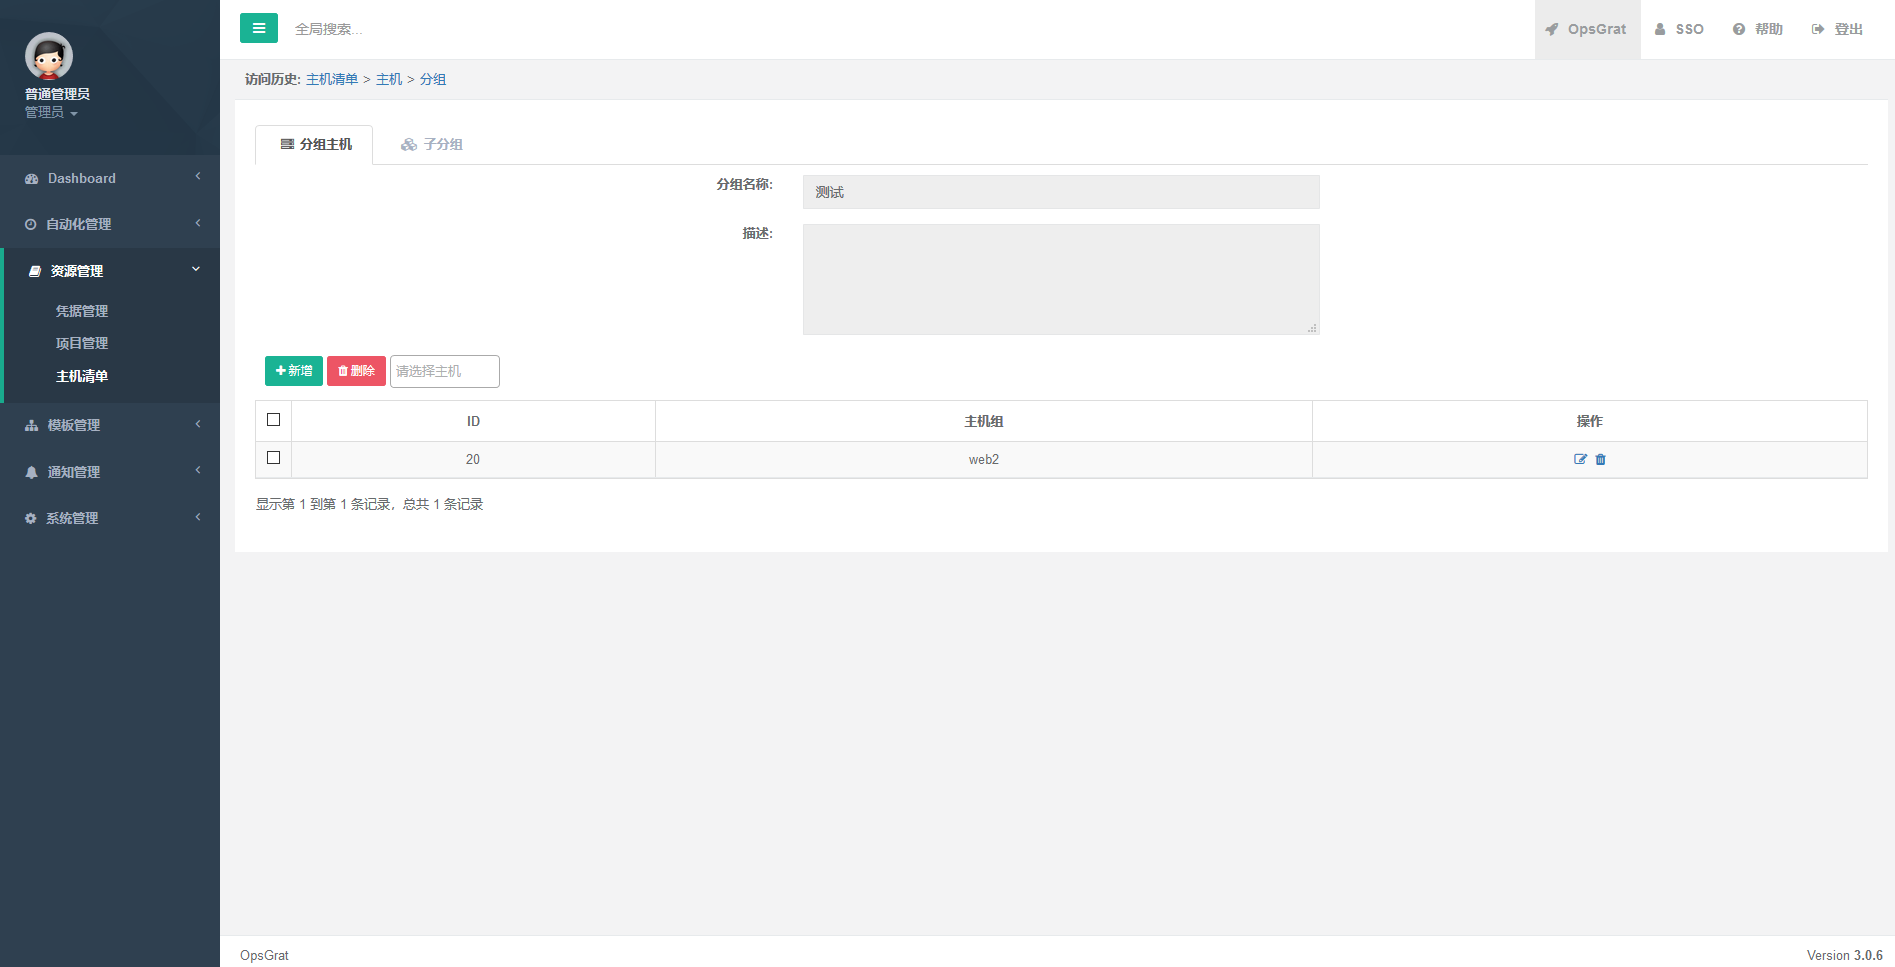 普通管理员
管理员
Dashboard
自动化管理
资源管理
凭据管理
项目管理
主机清单
模板管理
通知管理
系统管理
全局搜索...
OpsGrat
SSO
帮助
登出
访问历史: 主机清单 > 主机 > 分组
分组主机
子分组
分组名称:
测试
描述:
新增
删除
请选择主机
ID 主机组 操作
20 web2
显示第 1 到第 1 条记录，总共 1 条记录
OpsGrat
Version 3.0.6